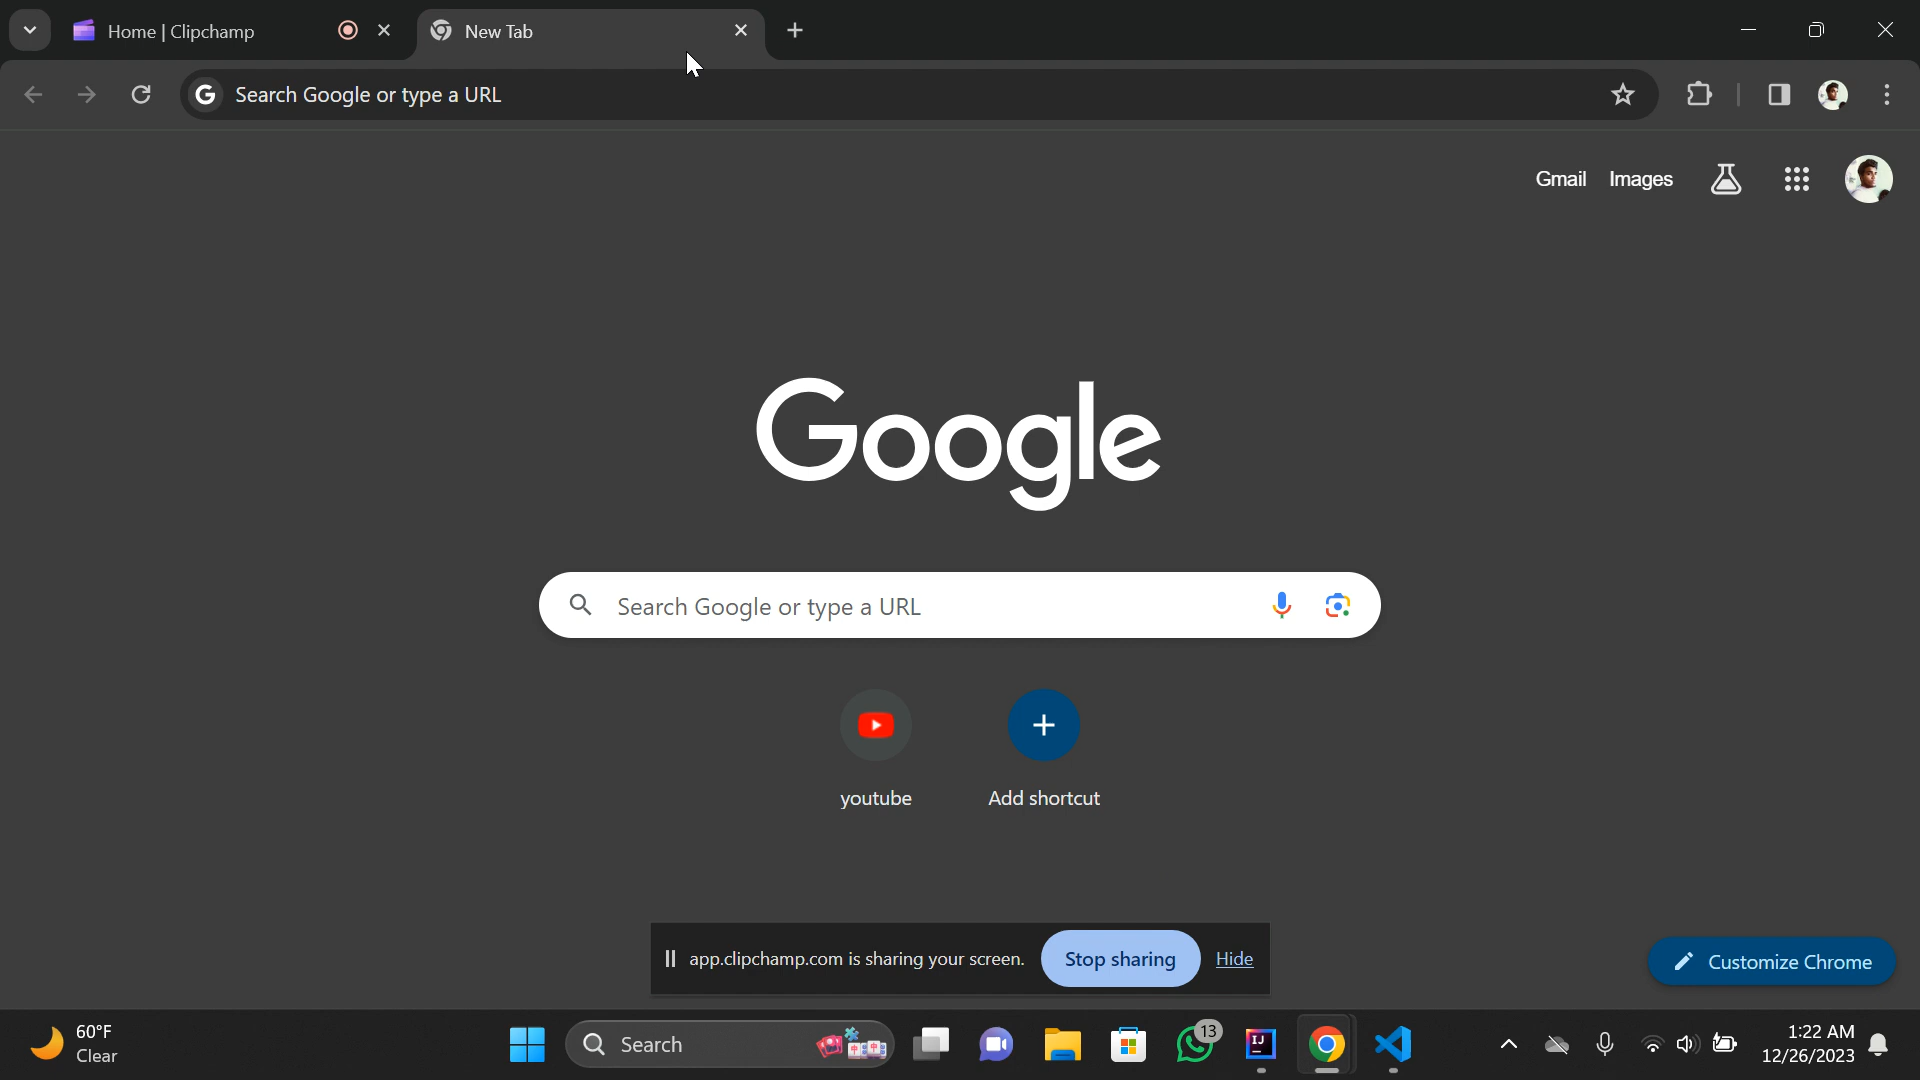 Home | Clipchamp
New Tab
Search Google or type a URL
Gmail Images
Google
Search Google or type a URL
youtube
Add shortcut
app.clipchamp.com is sharing your screen. Stop sharing Hide
Customize Chrome
60°F
Clear
Search
13
IJ
1:22 AM
12/26/2023